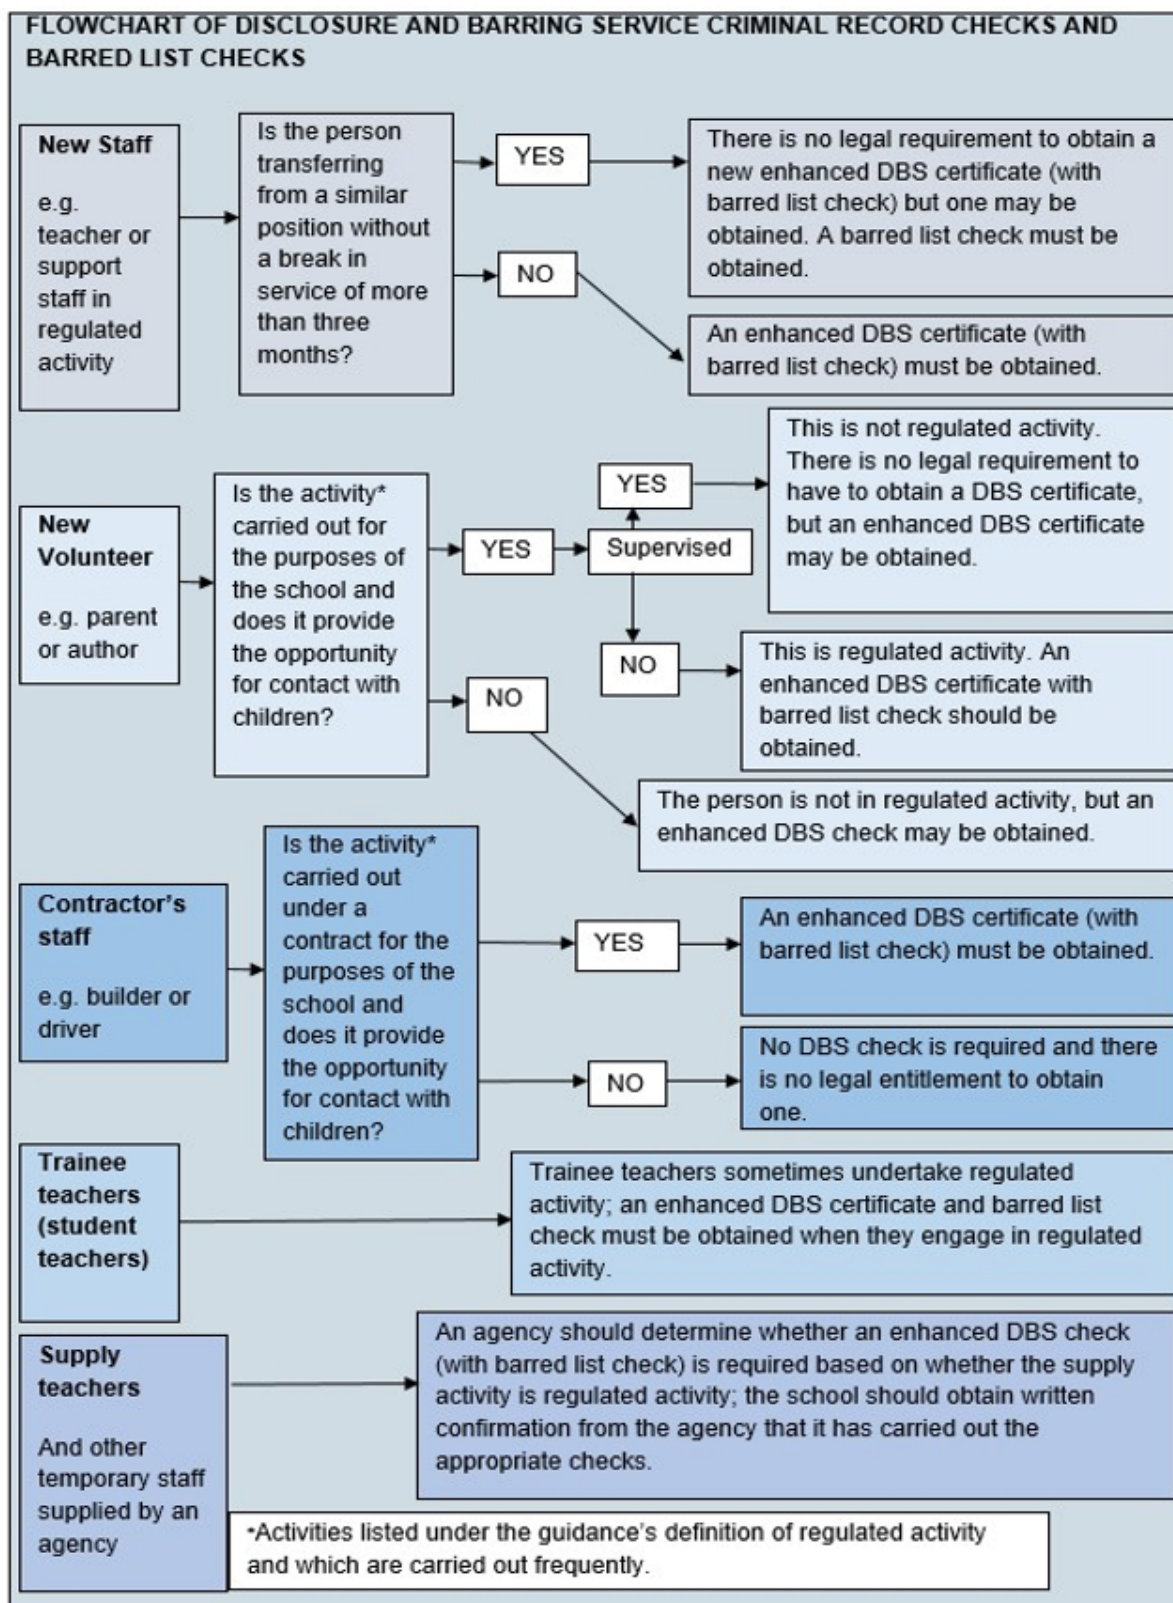 FLOWCHART OF DISCLOSURE AND BARRING SERVICE CRIMINAL RECORD CHECKS AND
BARRED LIST CHECKS
New Staff
e.g.
teacher or
support
staff in
regulated
activity
Is the person
transferring
from a similar
position without
a break in
service of more
than three
months?
YES
There is no legal requirement to obtain a
new enhanced DBS certificate (with
barred list check) but one may be
obtained. A barred list check must be
obtained.
NO
An enhanced DBS certificate (with
barred list check) must be obtained.
New
Volunteer
e.g. parent
or author
Is the activity*
carried out for
the purposes of
the school and
does it provide
the opportunity
for contact with
children?
YES
Supervised
YES
This is not regulated activity.
There is no legal requirement to
have to obtain a DBS certificate,
but an enhanced DBS certificate
may be obtained.
NO
This is regulated activity. An
enhanced DBS certificate with
barred list check should be
obtained.
NO
The person is not in regulated activity, but an
enhanced DBS check may be obtained.
Contractor's
staff
e.g. builder or
driver
Is the activity*
carried out
under a
contract for the
purposes of the
school and
does it provide
the opportunity
for contact with
children?
YES
An enhanced DBS certificate (with
barred list check) must be obtained.
NO
No DBS check is required and there
is no legal entitlement to obtain
one.
Trainee
teachers
(student
teachers)
Trainee teachers sometimes undertake regulated
activity; an enhanced DBS certificate and barred list
check must be obtained when they engage in regulated
activity.
Supply
teachers
And other
temporary staff
supplied by an
agency
An agency should determine whether an enhanced DBS check
(with barred list check) is required based on whether the supply
activity is regulated activity; the school should obtain written
confirmation from the agency that it has carried out the
appropriate checks.
*Activities listed under the guidance's definition of regulated activity
and which are carried out frequently.